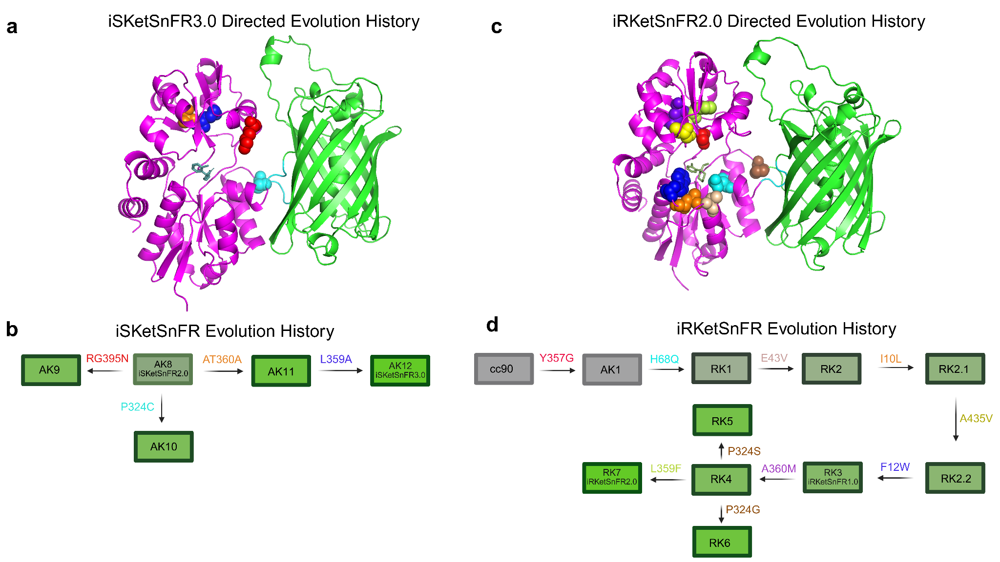 a
iSKetSnFR3.0 Directed Evolution History
c
iRKetSnFR2.0 Directed Evolution History
b
iSKetSnFR Evolution History
AK9
RG395N
AK8
iSKetSnFR2.0
AT360A
AK11
L359A
AK12
iSKetSnFR3.0
P324C
AK10
d
iRKetSnFR Evolution History
cc90
Y357G
AK1
H68Q
RK1
E43V
RK2
I10L
RK2.1
A435V
RK5
P324S
RK7
iRKetSnFR2.0
L359F
RK4
A360M
RK3
iRKetSnFR1.0
F12W
RK2.2
P324G
RK6